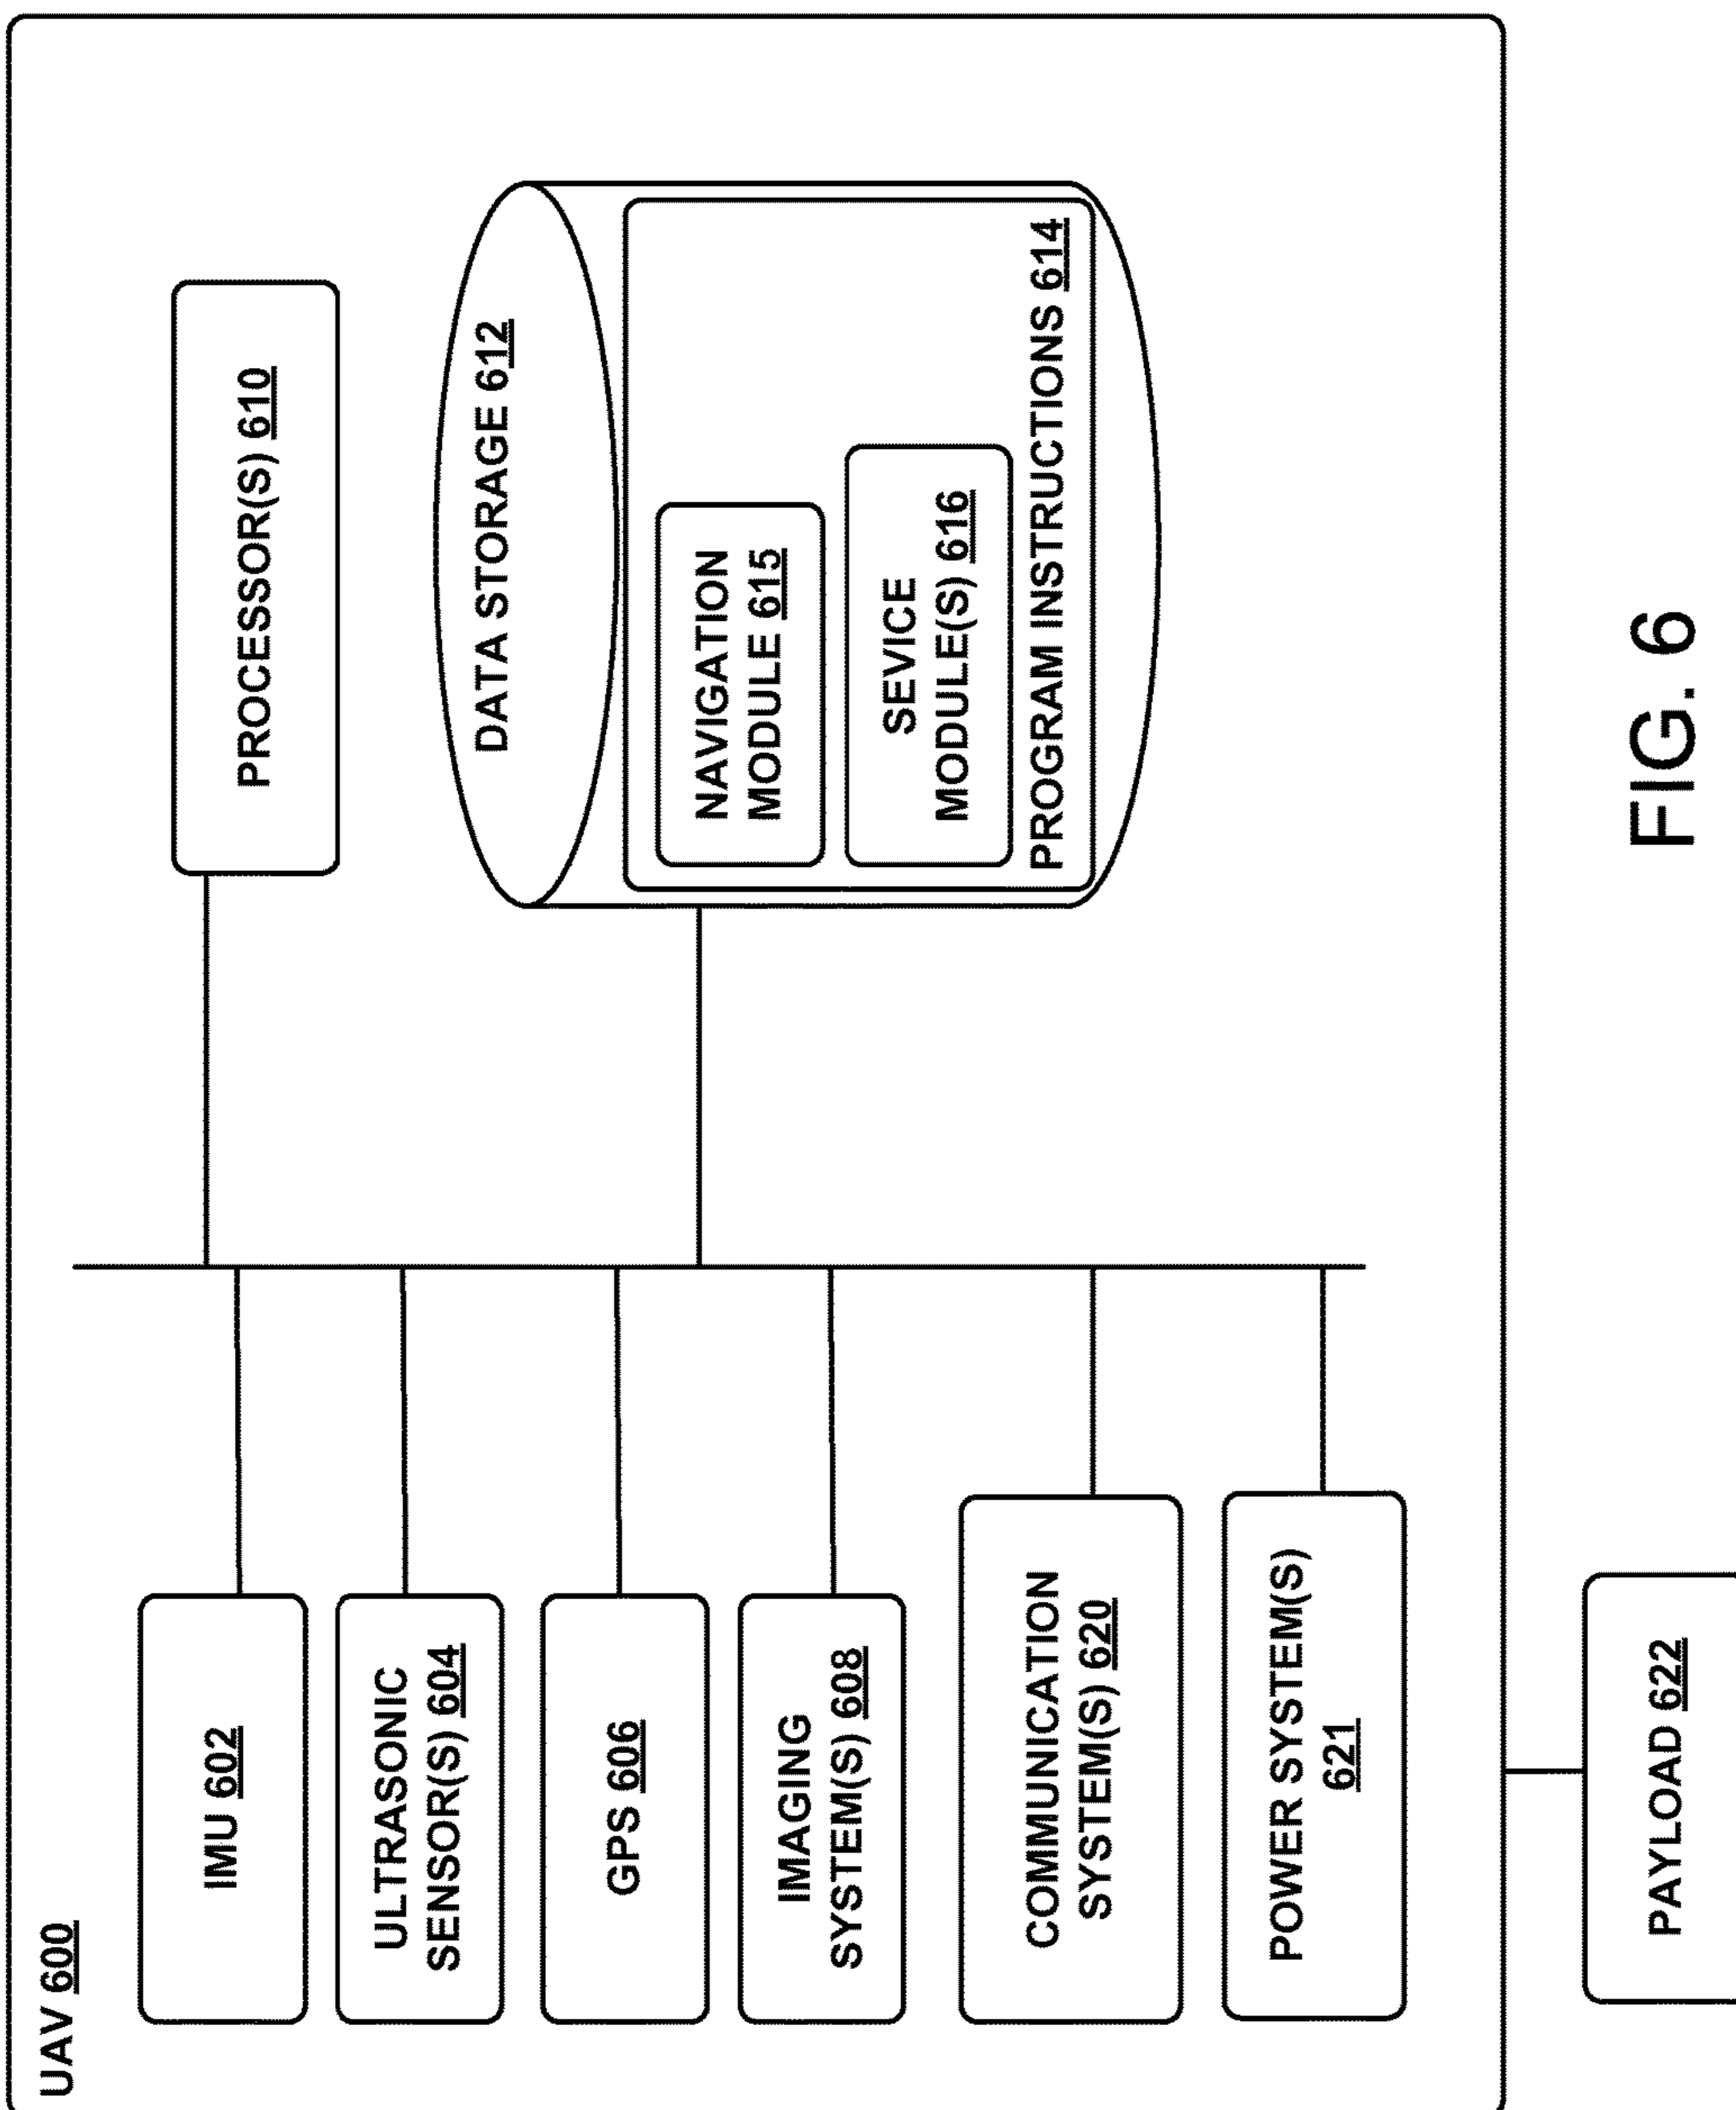 UAV 600
IMU 602
ULTRASONIC
SENSOR(S) 604
GPS 606
IMAGING
SYSTEM(S) 608
COMMUNICATION
SYSTEM(S) 620
POWER SYSTEM(S)
621
PROCESSOR(S) 610
DATA STORAGE 612
NAVIGATION
MODULE 615
SEVICE
MODULE(S) 616
PROGRAM INSTRUCTIONS 614
PAYLOAD 622
FIG. 6